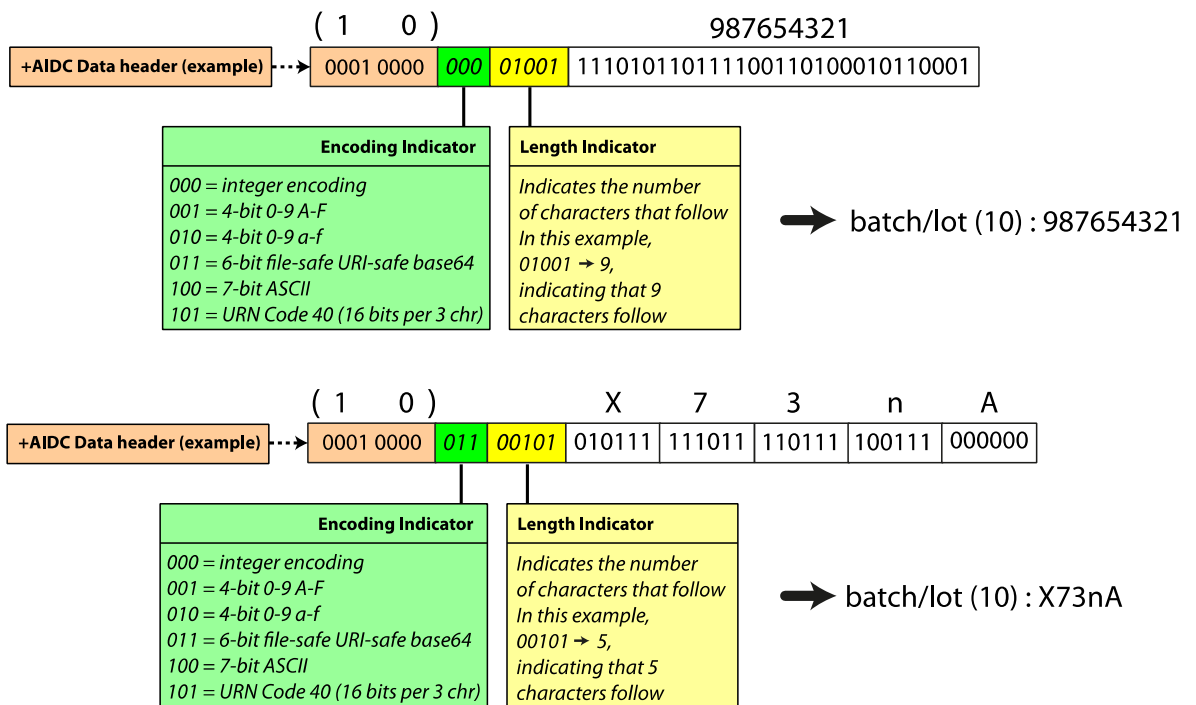 ( 1 0 ) 987654321
+AIDC Data header (example) 0001 0000 000 01001 111010110111100110100010110001
Encoding Indicator
000 = integer encoding
001 = 4-bit 0-9 A-F
010 = 4-bit 0-9 a-f
011 = 6-bit file-safe URI-safe base64
100 = 7-bit ASCII
101 = URN Code 40 (16 bits per 3 chr)
Length Indicator
Indicates the number
of characters that follow
In this example,
01001 → 9,
indicating that 9
characters follow
➔ batch/lot (10) : 987654321
( 1 0 ) X 7 3 n A
+AIDC Data header (example) 0001 0000 011 00101 010111 111011 110111 100111 000000
Encoding Indicator
000 = integer encoding
001 = 4-bit 0-9 A-F
010 = 4-bit 0-9 a-f
011 = 6-bit file-safe URI-safe base64
100 = 7-bit ASCII
101 = URN Code 40 (16 bits per 3 chr)
Length Indicator
Indicates the number
of characters that follow
In this example,
00101 → 5,
indicating that 5
characters follow
➔ batch/lot (10) : X73nA